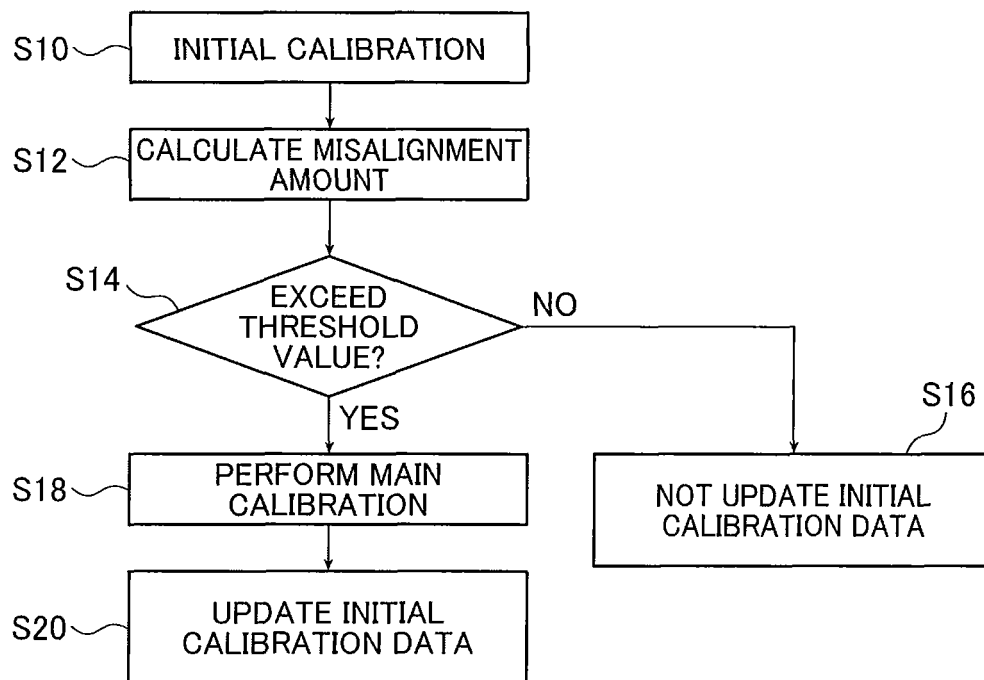 S10
INITIAL CALIBRATION
S12
CALCULATE MISALIGNMENT
AMOUNT
S14
EXCEED
THRESHOLD
VALUE?
NO
YES
S16
S18
PERFORM MAIN
CALIBRATION
NOT UPDATE INITIAL
CALIBRATION DATA
S20
UPDATE INITIAL
CALIBRATION DATA